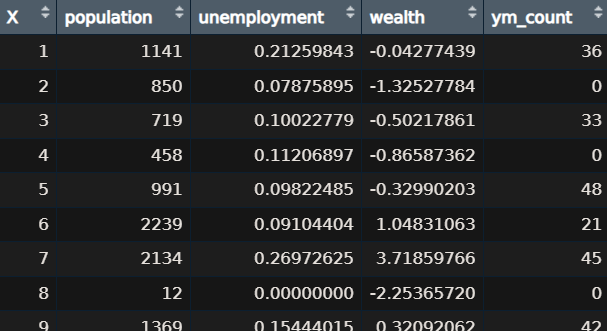 X population unemployment wealth ym_count
1 1141 0.21259843 -0.04277439 36
2 850 0.07875895 -1.32527784 0
3 719 0.10022779 -0.50217861 33
4 458 0.11206897 -0.86587362 0
5 991 0.09822485 -0.32990203 48
6 2239 0.09104404 1.04831063 21
7 2134 0.26972625 3.71859766 45
8 12 0.00000000 -2.25365720 0
9 1369 0.15444015 0.32092062 42